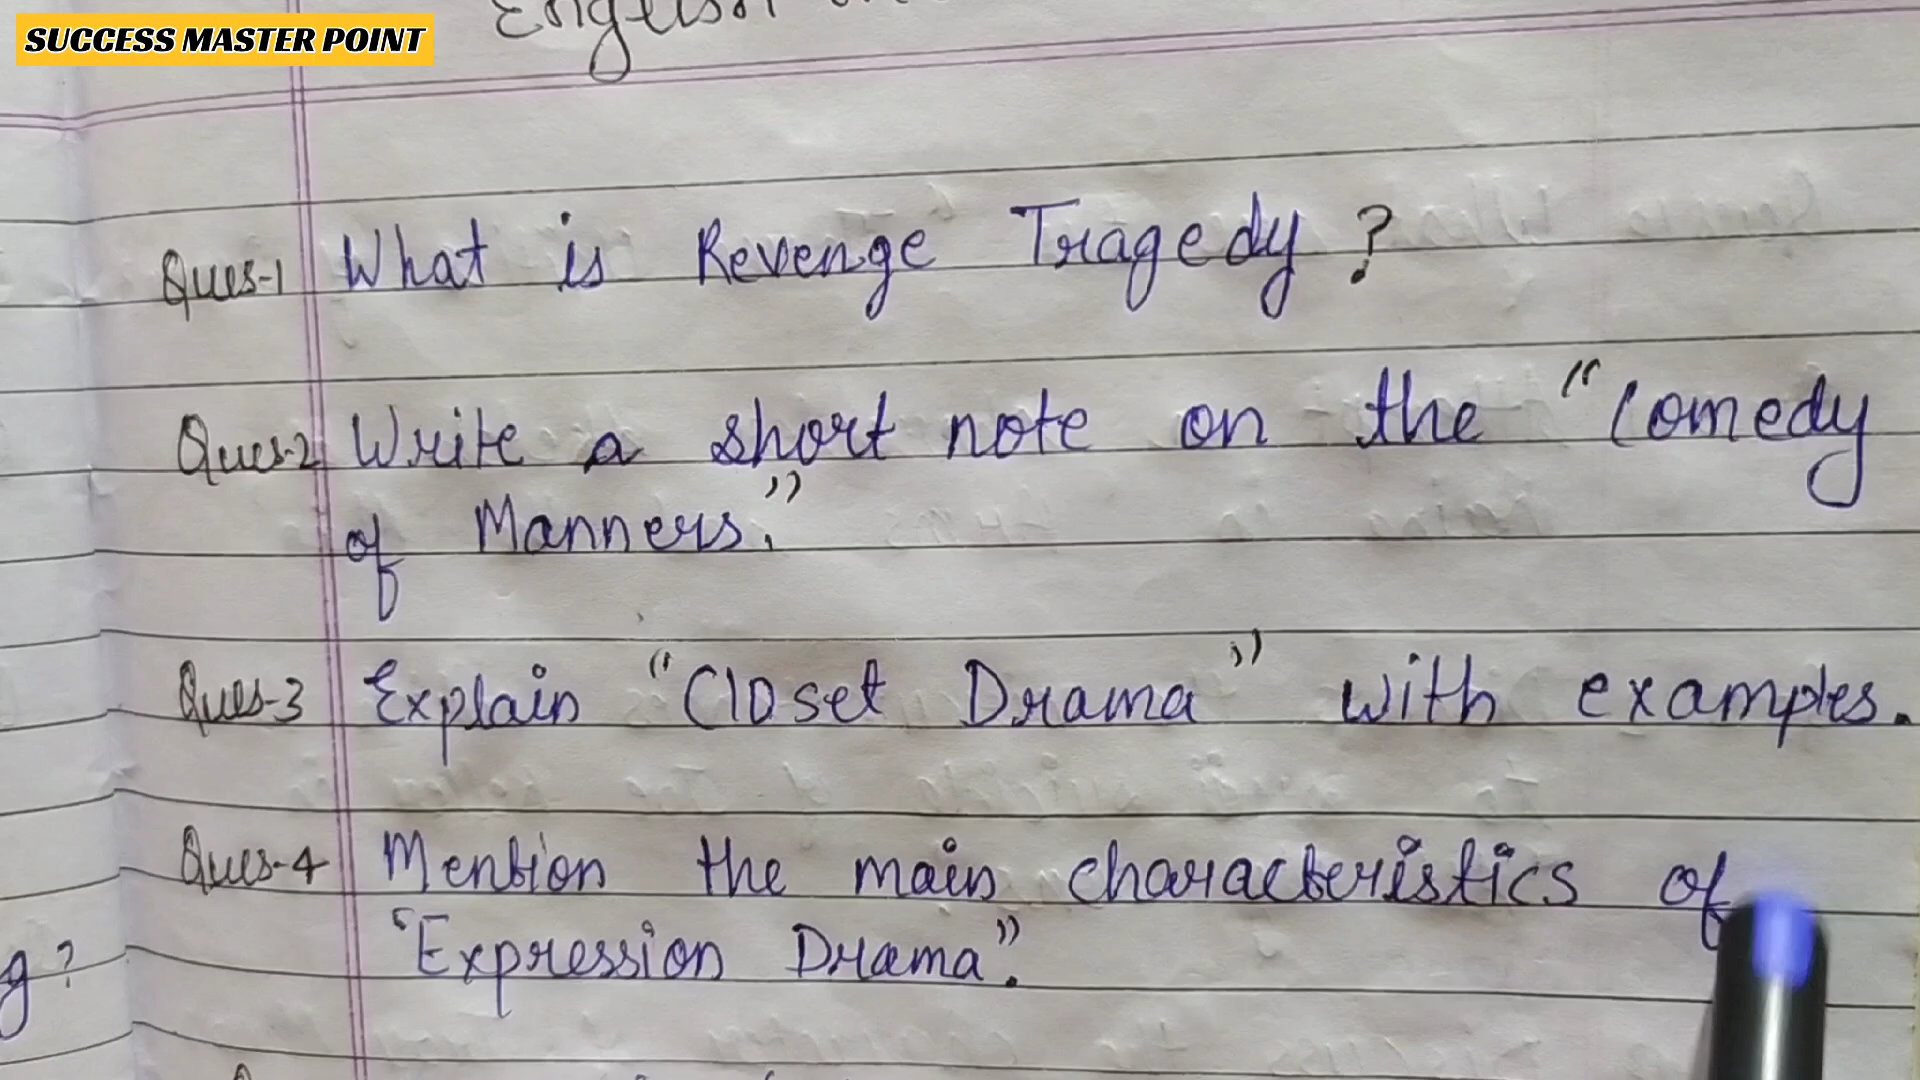 SUCCESS MASTER POINT
English
Ques-1 What is Revenge Tragedy ?
Ques-2 Write a short note on the "Comedy
of Manners."
Ques-3 Explain "Closet Drama" with examples.
Ques-4 Mention the main characteristics of
"Expression Drama".
g?